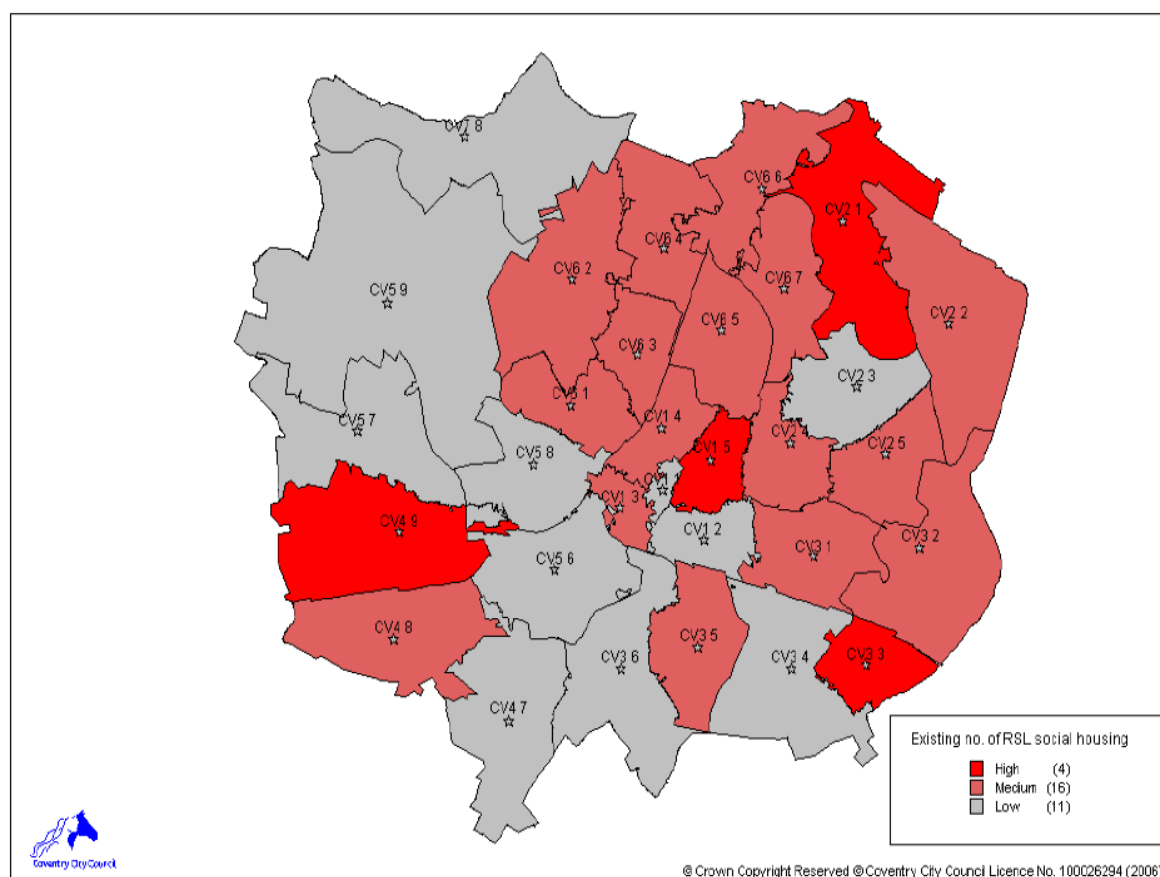 CV7 8
CV6 6
CV2 1
CV6 4
CV6 2
CV6 7
CV5 9
CV2 2
CV6 5
CV6 3
CV2 3
CV6 1
CV5 7
CV1 4
CV2 4
CV2 5
CV5 8
CV1 5
CV1
CV1 3
CV4 9
CV1 2
CV3 2
CV3 1
CV5 6
CV4 8
CV3 5
CV3 6
CV3 4
CV3 3
CV4 7
Existing no. of RSL social housing
High (4)
Medium (16)
Low (11)
Coventry City Council
© Crown Copyright Reserved © Coventry City Council Licence No. 100026294 (2006)